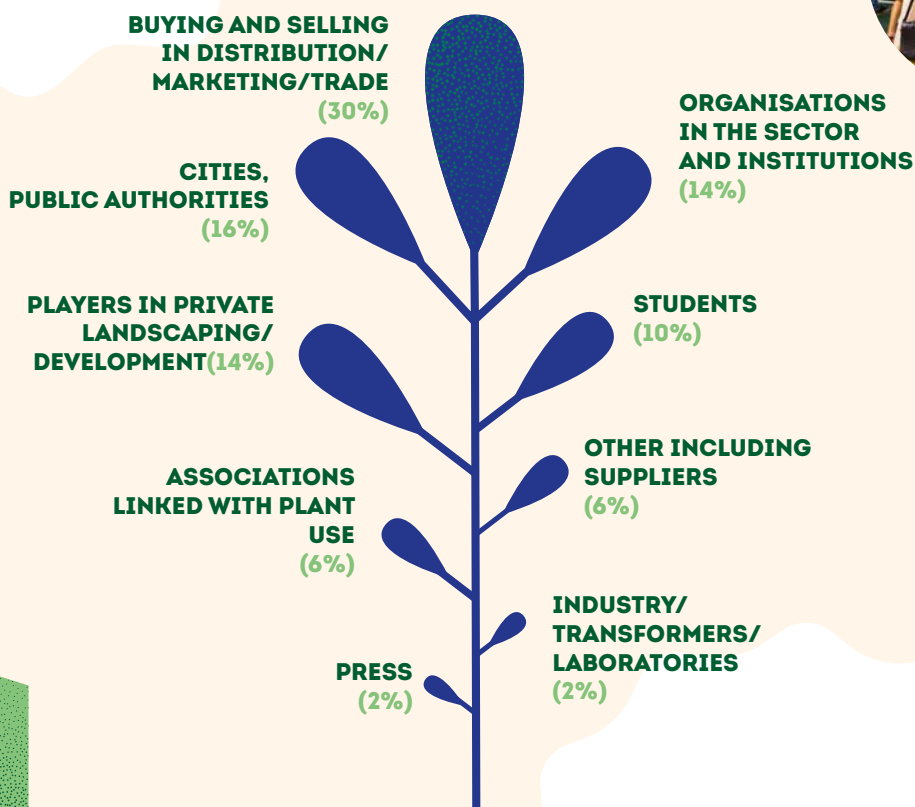 BUYING AND SELLING
IN DISTRIBUTION/
MARKETING/TRADE
(30%)
ORGANISATIONS
IN THE SECTOR
AND INSTITUTIONS
(14%)
CITIES,
PUBLIC AUTHORITIES
(16%)
PLAYERS IN PRIVATE
LANDSCAPING/
DEVELOPMENT(14%)
STUDENTS
(10%)
OTHER INCLUDING
SUPPLIERS
(6%)
ASSOCIATIONS
LINKED WITH PLANT
USE
(6%)
INDUSTRY/
TRANSFORMERS/
LABORATORIES
(2%)
PRESS
(2%)